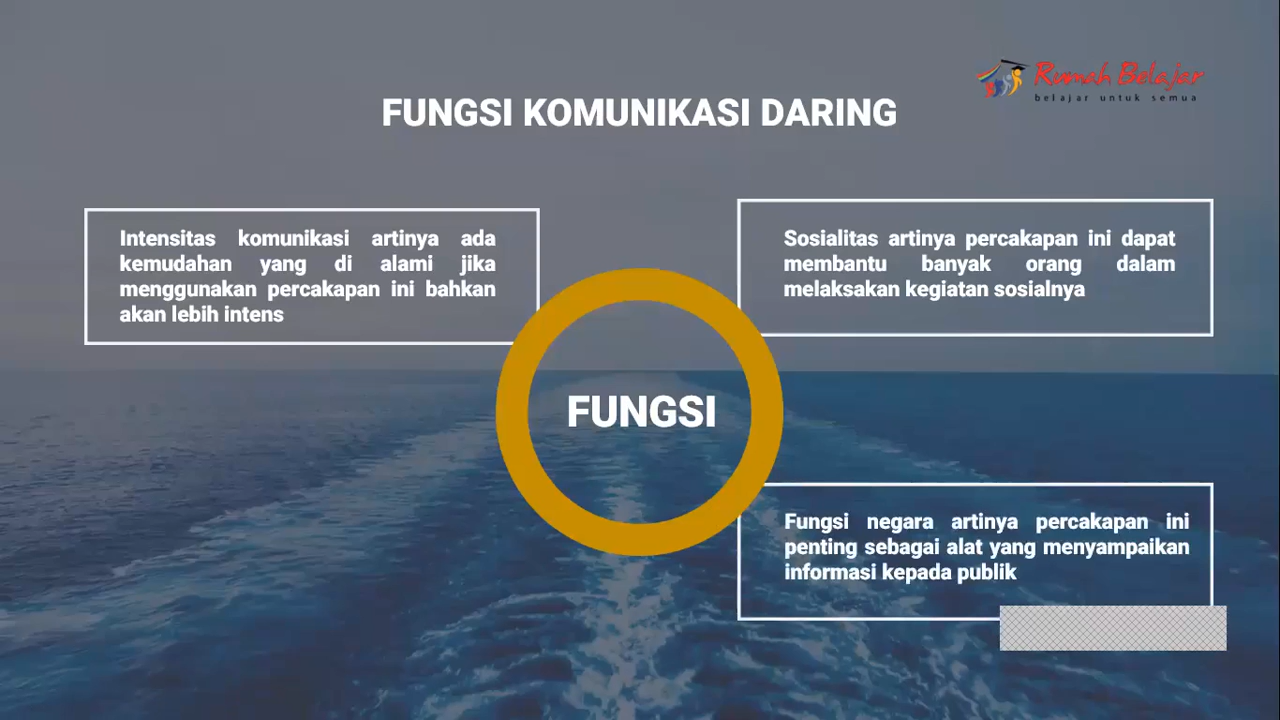 Rumah Belajar
belajar untuk semua
FUNGSI KOMUNIKASI DARING
Intensitas komunikasi artinya ada
kemudahan yang di alami jika
menggunakan percakapan ini bahkan
akan lebih intens
Sosialitas artinya percakapan ini dapat
membantu banyak orang dalam
melaksakan kegiatan sosialnya
FUNGSI
Fungsi negara artinya percakapan ini
penting sebagai alat yang menyampaikan
informasi kepada publik